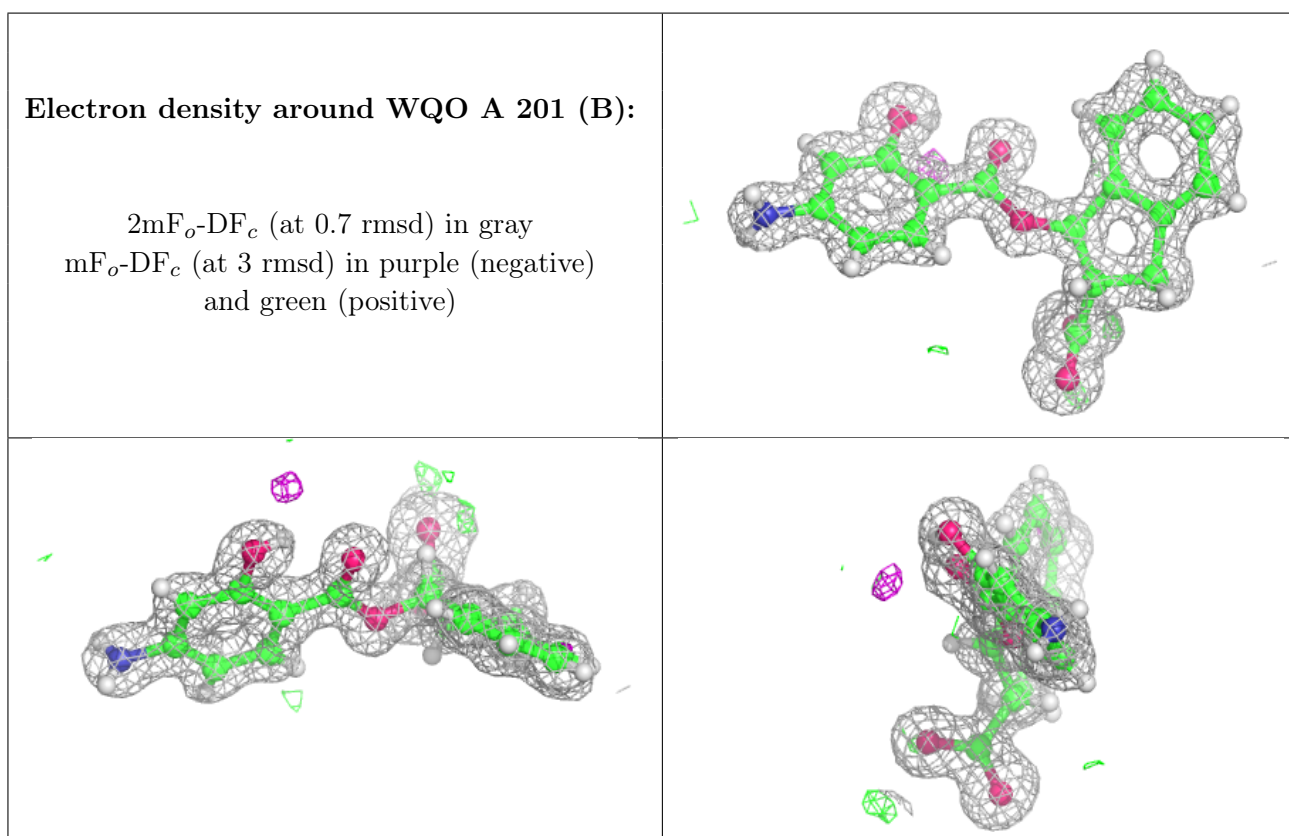 Electron density around WQO A 201 (B):
2mFo-DFc (at 0.7 rmsd) in gray
mFo-DFc (at 3 rmsd) in purple (negative)
and green (positive)